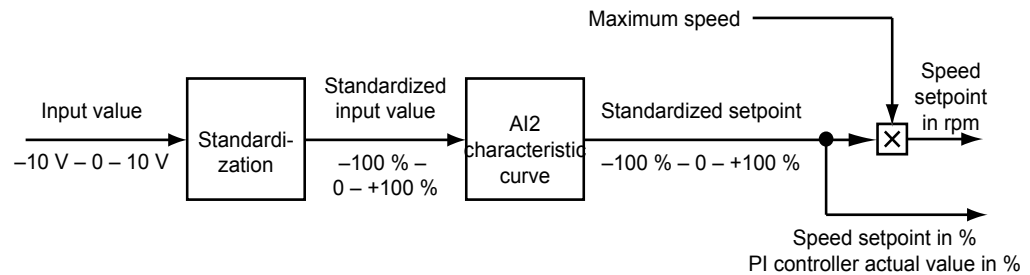 Maximum speed
Input value
–10 V – 0 – 10 V
Standardi-
zation
Standardized
input value
–100 % –
0 – +100 %
AI2
characteristic
curve
Standardized setpoint
–100 % – 0 – +100 %
×
Speed
setpoint
in rpm
Speed setpoint in %
PI controller actual value in %